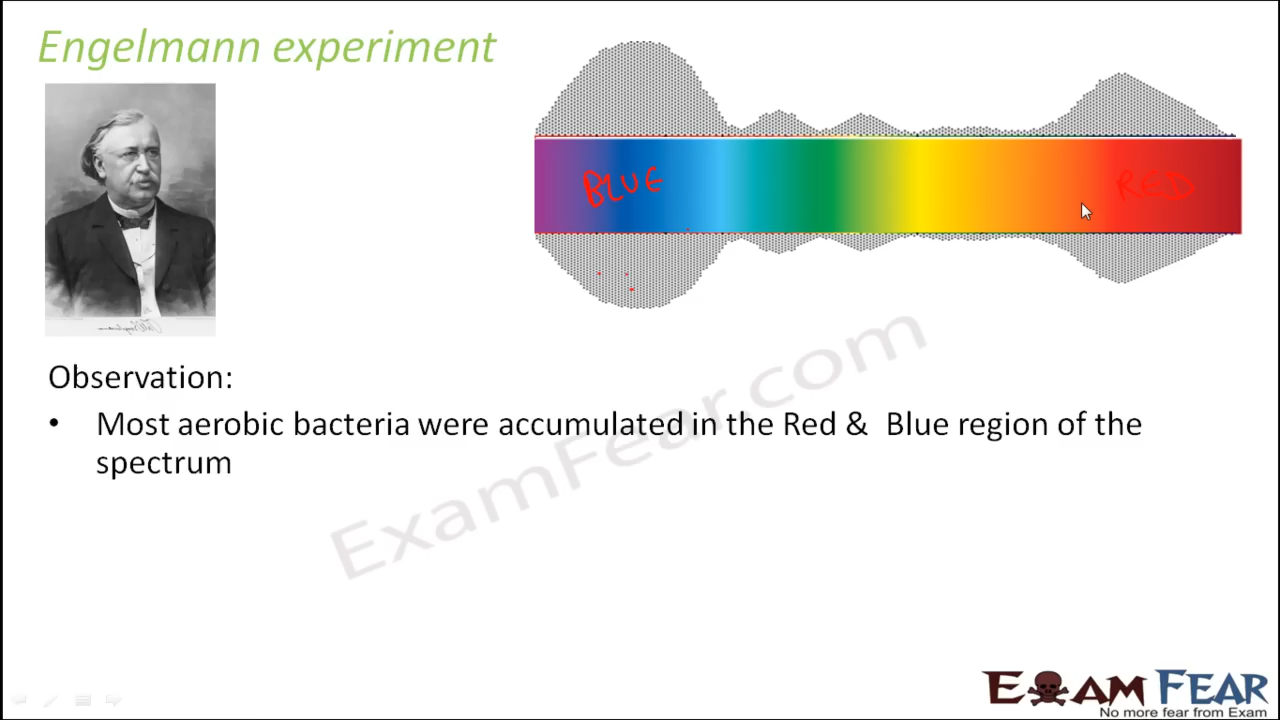 Engelmann experiment
BLUE
RED
Observation:
• Most aerobic bacteria were accumulated in the Red & Blue region of the
spectrum
ExamFear.com
EXAM FEAR
No more fear from Exam